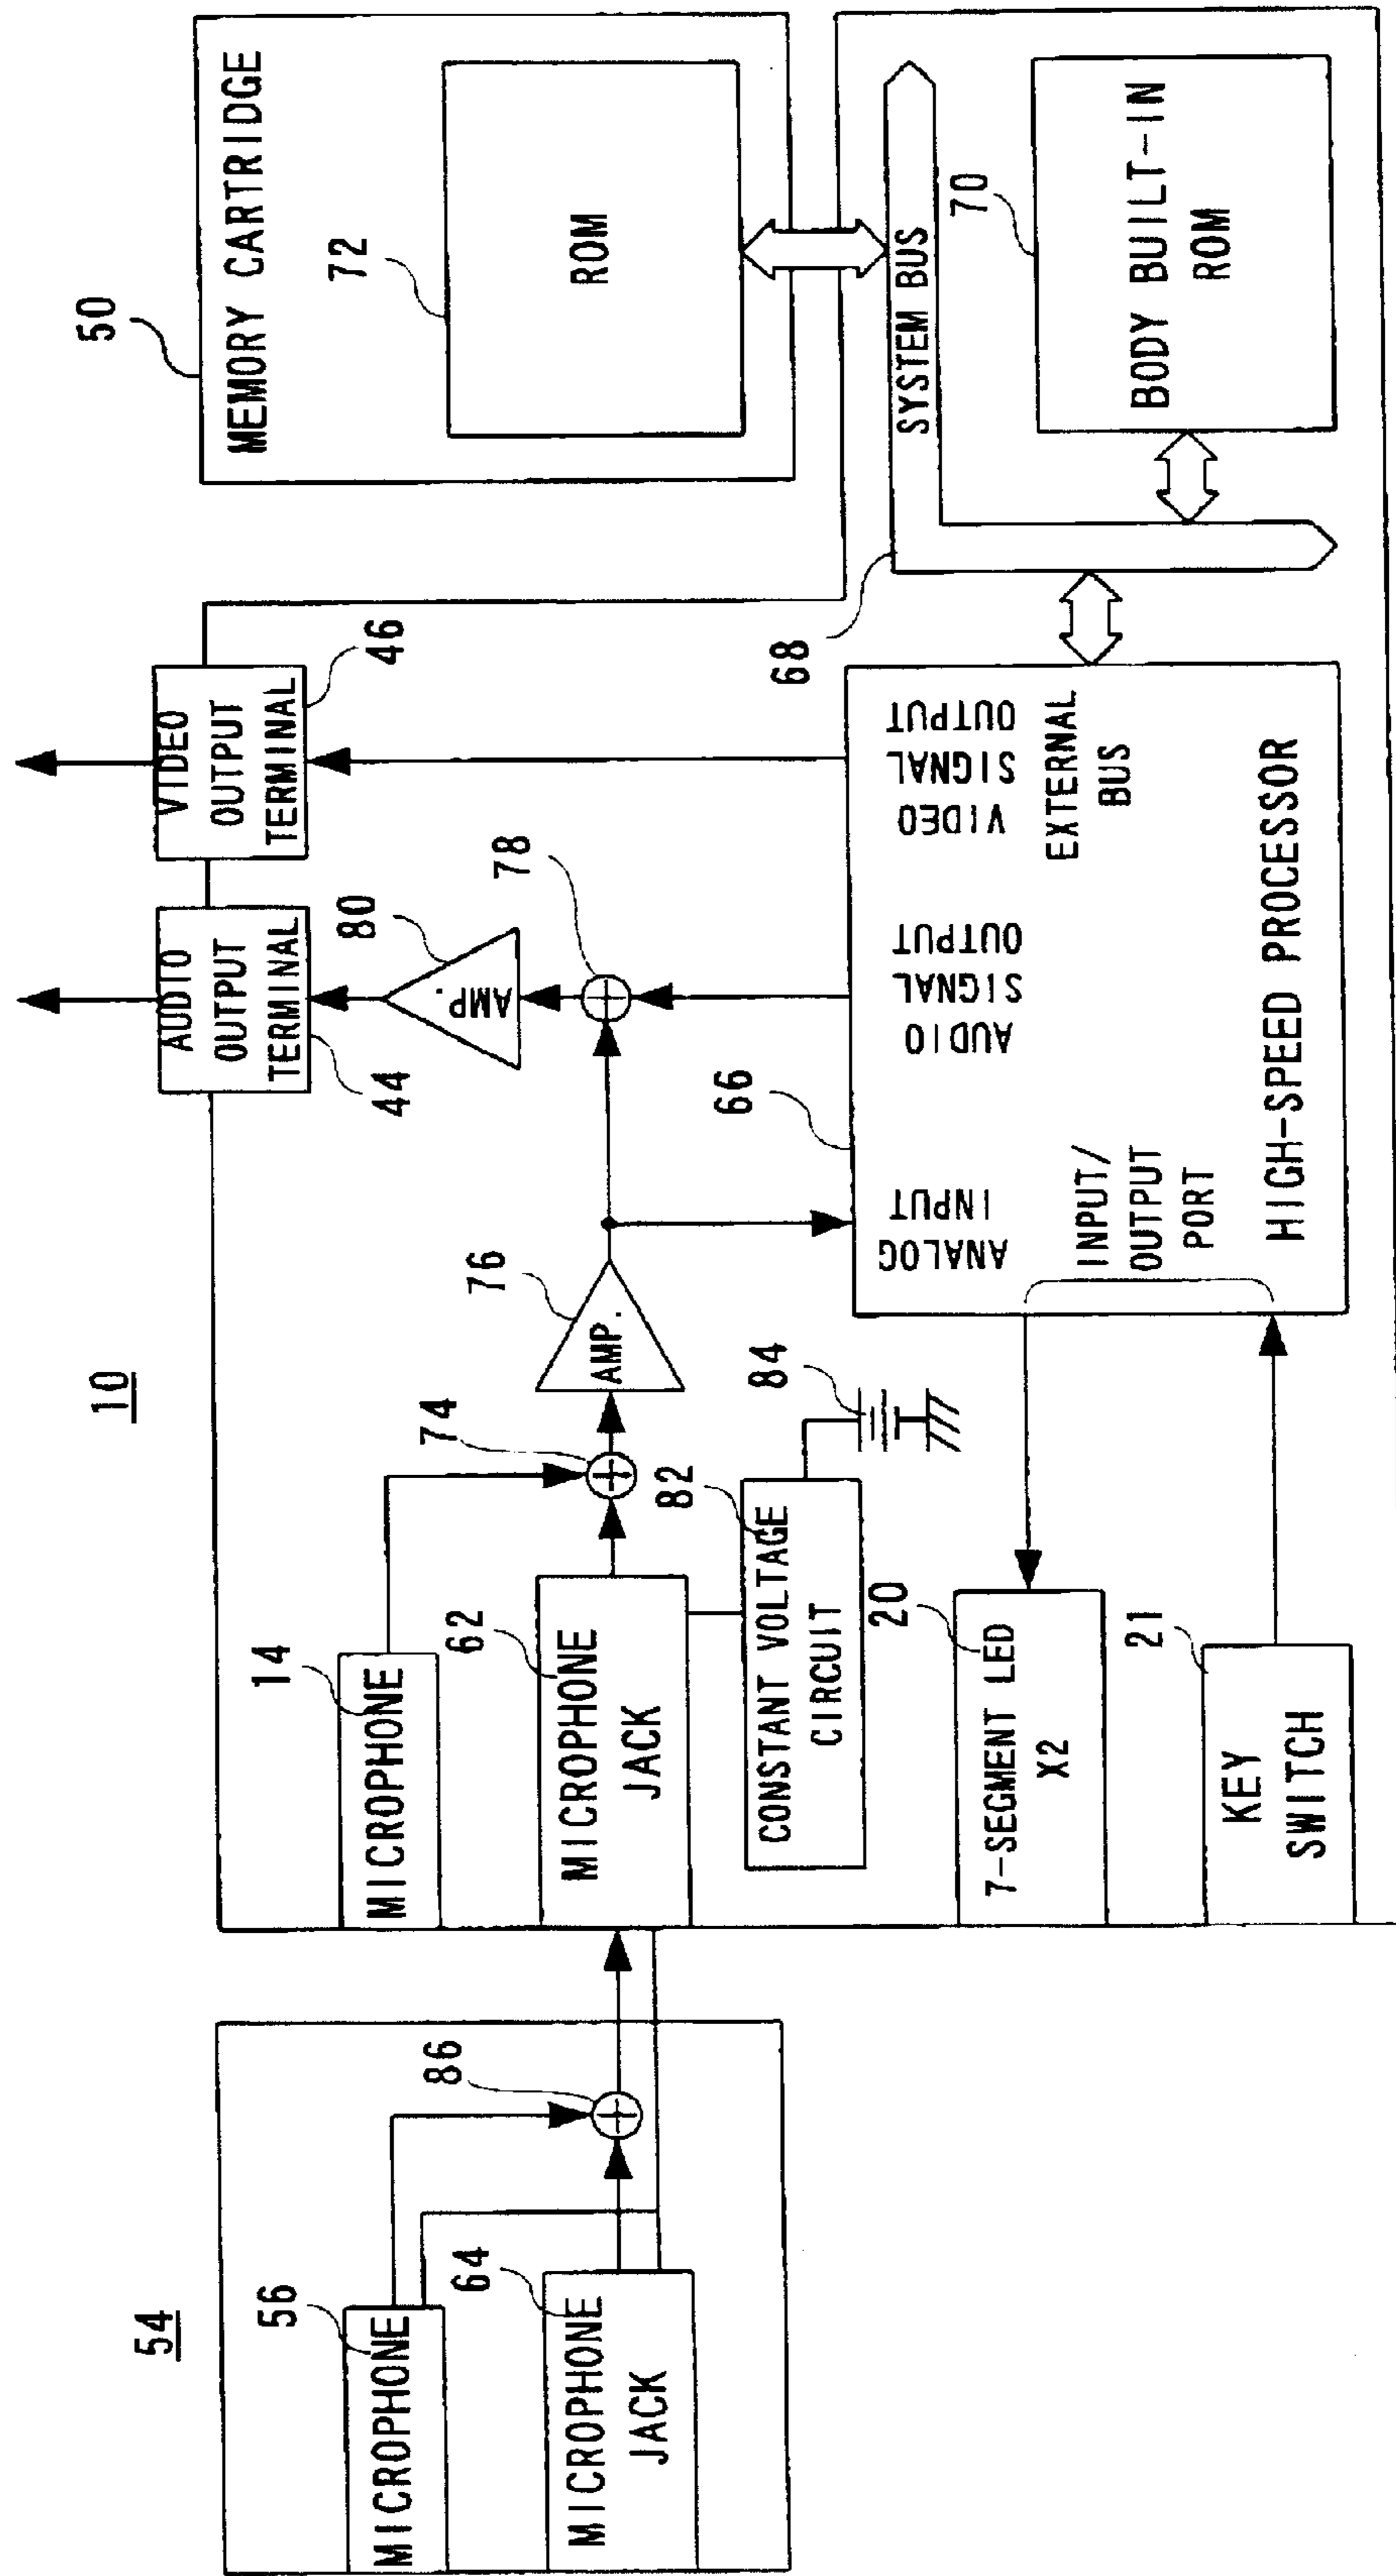 10
54
50
MEMORY CARTRIDGE
72
ROM
AUDIO
OUTPUT
TERMINAL
44
VIDEO
OUTPUT
TERMINAL
46
56
MICROPHONE
64
MICROPHONE
JACK
86
14
MICROPHONE
62
MICROPHONE
JACK
74
76
AMP.
78
80
AMP.
82
CONSTANT VOLTAGE
CIRCUIT
84
20
7-SEGMENT LED
X2
21
KEY
SWITCH
66
ANALOG
INPUT
AUDIO
SIGNAL
OUTPUT
VIDEO
SIGNAL
OUTPUT
INPUT/
OUTPUT
PORT
EXTERNAL
BUS
HIGH-SPEED PROCESSOR
68
SYSTEM BUS
70
BODY BUILT-IN
ROM